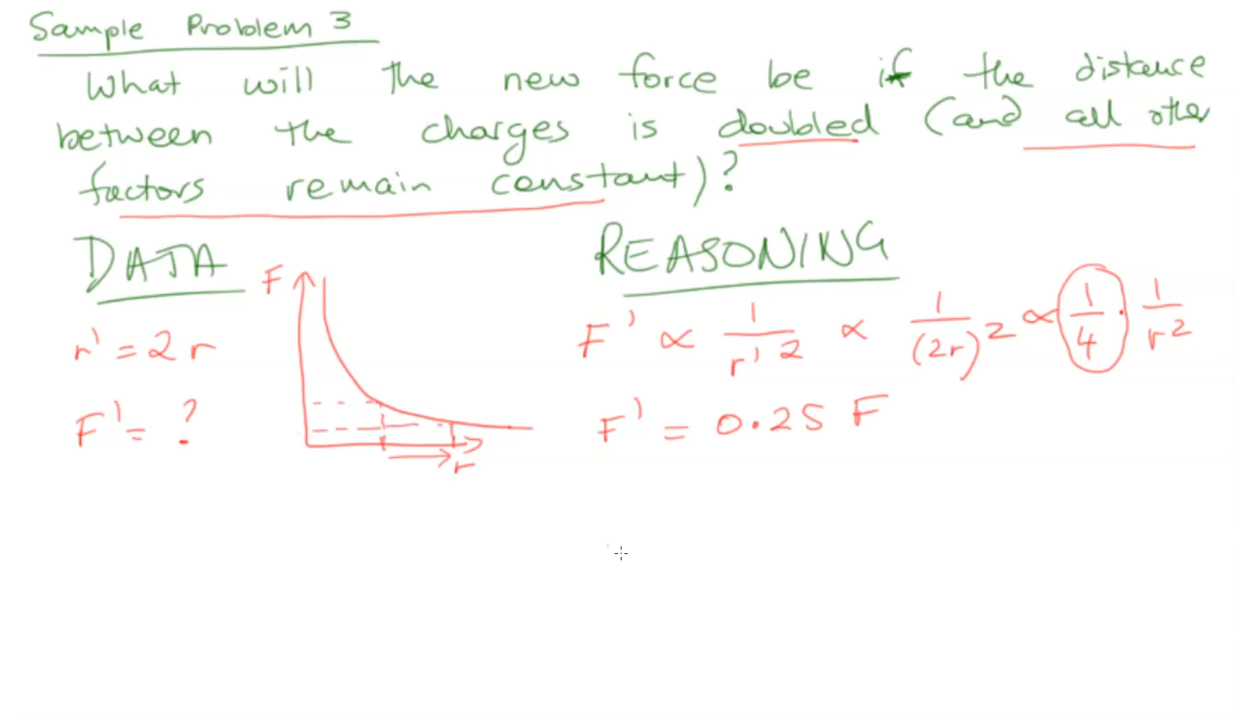 Sample Problem 3
What will the new force be if the distance
between the charges is doubled (and all other
factors remain constant)?
DATA
REASONING
r' = 2r
F' = ?
F
r
F' ∝ 1/r'² ∝ 1/(2r)² ∝ 1/4 · 1/r²
F' = 0.25 F